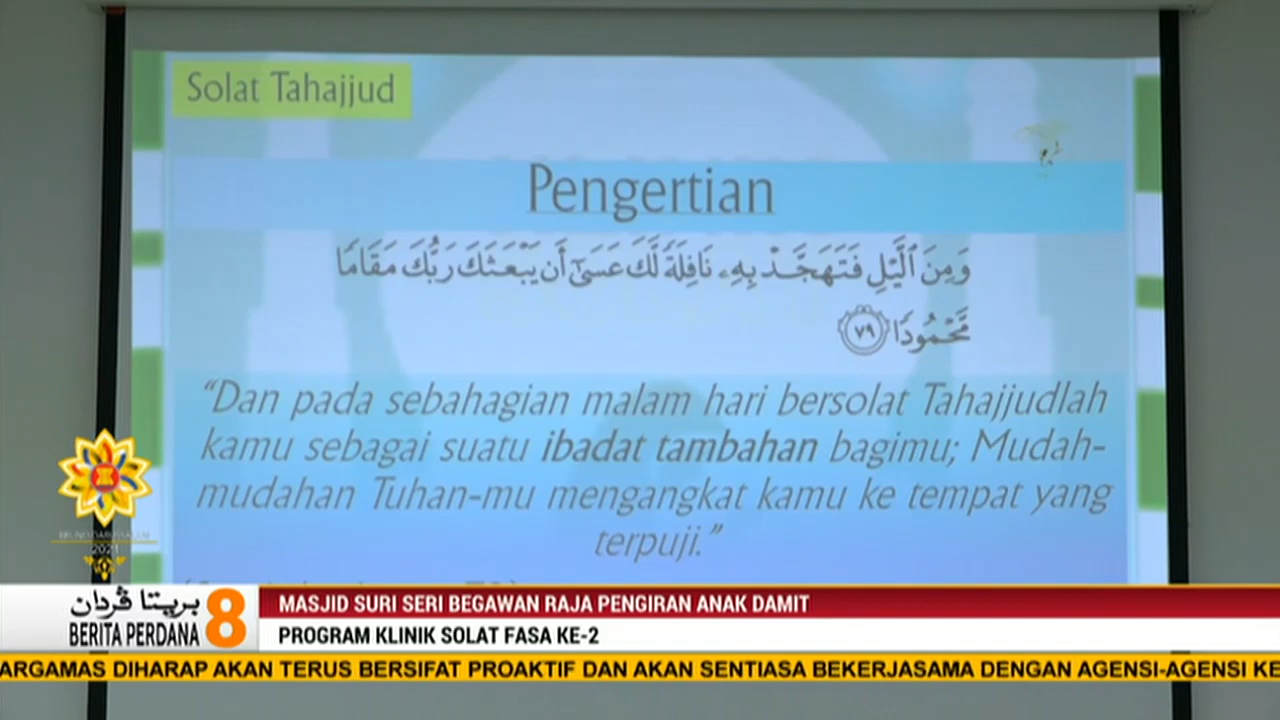 Solat Tahajjud
Pengertian
وَمِنَ ٱلَّيْلِ فَتَهَجَّدْ بِهِۦ نَافِلَةً لَّكَ عَسَىٰٓ أَن يَبْعَثَكَ رَبُّكَ مَقَامًا
مَّحْمُودًا ٧٩
“Dan pada sebahagian malam hari bersolat Tahajjudlah
kamu sebagai suatu ibadat tambahan bagimu; Mudah-
mudahan Tuhan-mu mengangkat kamu ke tempat yang
terpuji.”
2021
بريتا ڤردان
BERITA PERDANA 8
MASJID SURI SERI BEGAWAN RAJA PENGIRAN ANAK DAMIT
PROGRAM KLINIK SOLAT FASA KE-2
ARGAMAS DIHARAP AKAN TERUS BERSIFAT PROAKTIF DAN AKAN SENTIASA BEKERJASAMA DENGAN AGENSI-AGENSI KE